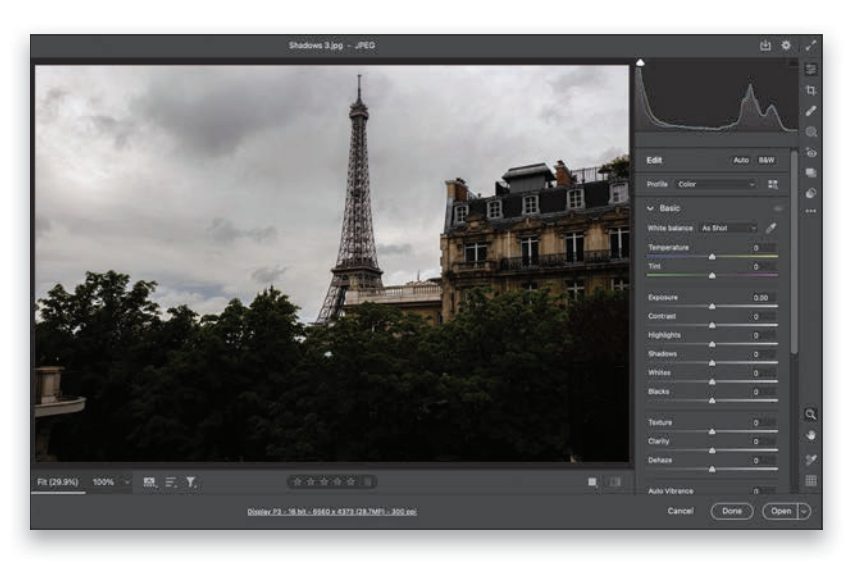 Shadows 3.jpg - JPEG
Edit Auto B&W
Profile Color
Basic
White balance As Shot
Temperature 0
Tint 0
Exposure 0.00
Contrast 0
Highlights 0
Shadows 0
Whites 0
Blacks 0
Texture 0
Clarity 0
Dehaze 0
Auto Vibrance 0
Fit (29.9%) 100%
Display P3 - 16 bit - 6560 x 4373 (28.7MP) - 300 ppi
Cancel Done Open